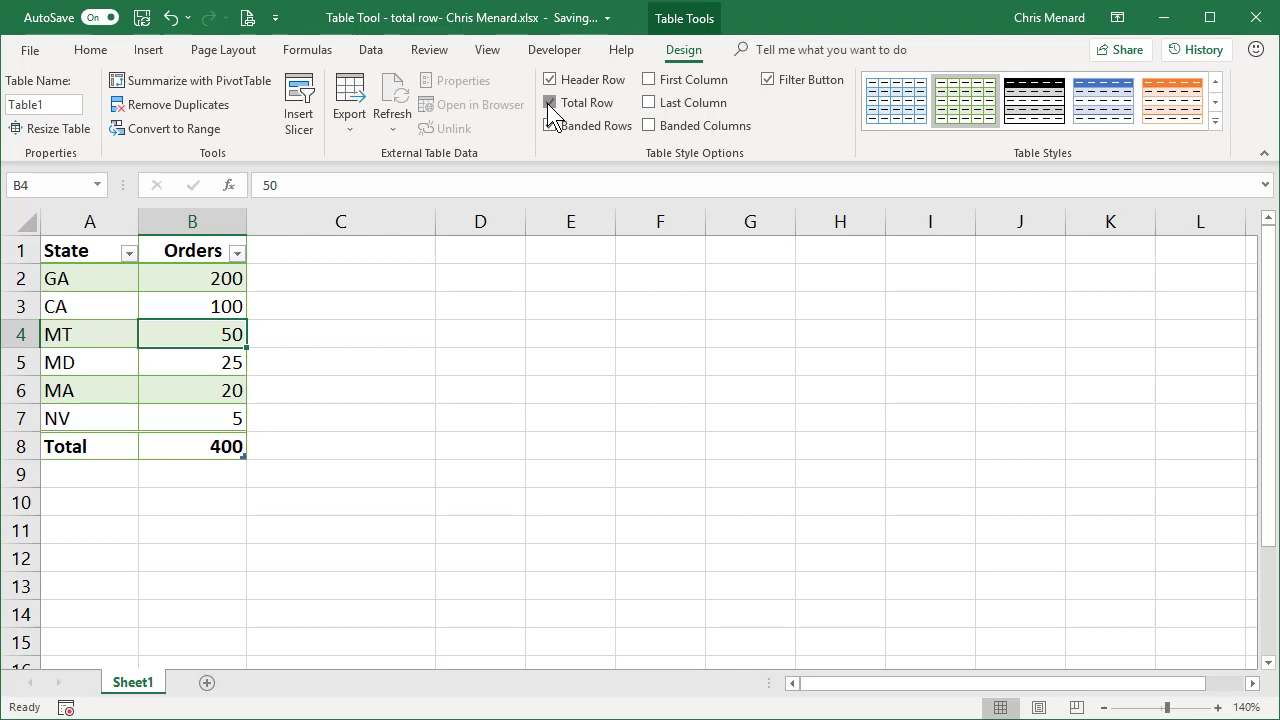 AutoSave On Table Tool - total row- Chris Menard.xlsx - Saving... Table Tools Chris Menard
File Home Insert Page Layout Formulas Data Review View Developer Help Design Tell me what you want to do Share History
Table Name: Summarize with PivotTable Properties Header Row First Column Filter Button
Table1 Remove Duplicates Insert Slicer Export Refresh Open in Browser Total Row Last Column
Resize Table Convert to Range Unlink Banded Rows Banded Columns
Properties Tools External Table Data Table Style Options Table Styles
B4 fx 50
A B C D E F G H I J K L
1 State Orders
2 GA 200
3 CA 100
4 MT 50
5 MD 25
6 MA 20
7 NV 5
8 Total 400
9
10
11
12
13
14
15
Sheet1
Ready 140%